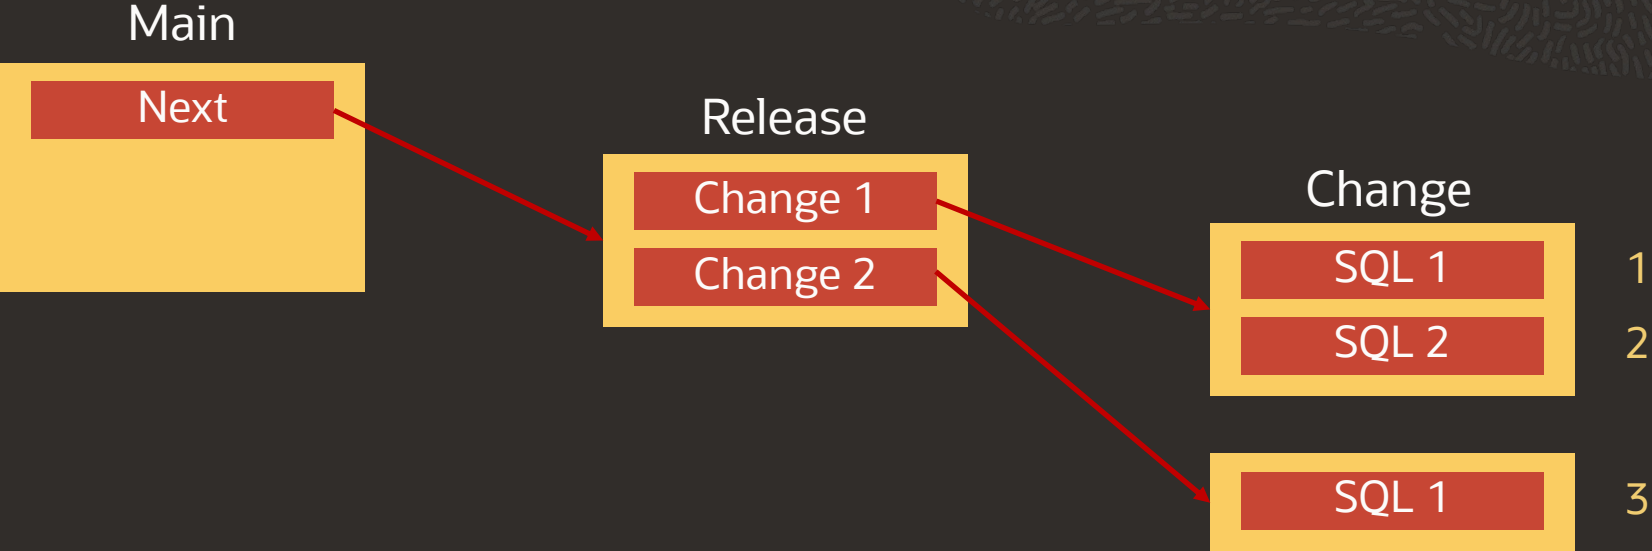 Main
Next
Release
Change 1
Change 2
Change
SQL 1
1
SQL 2
2
SQL 1
3